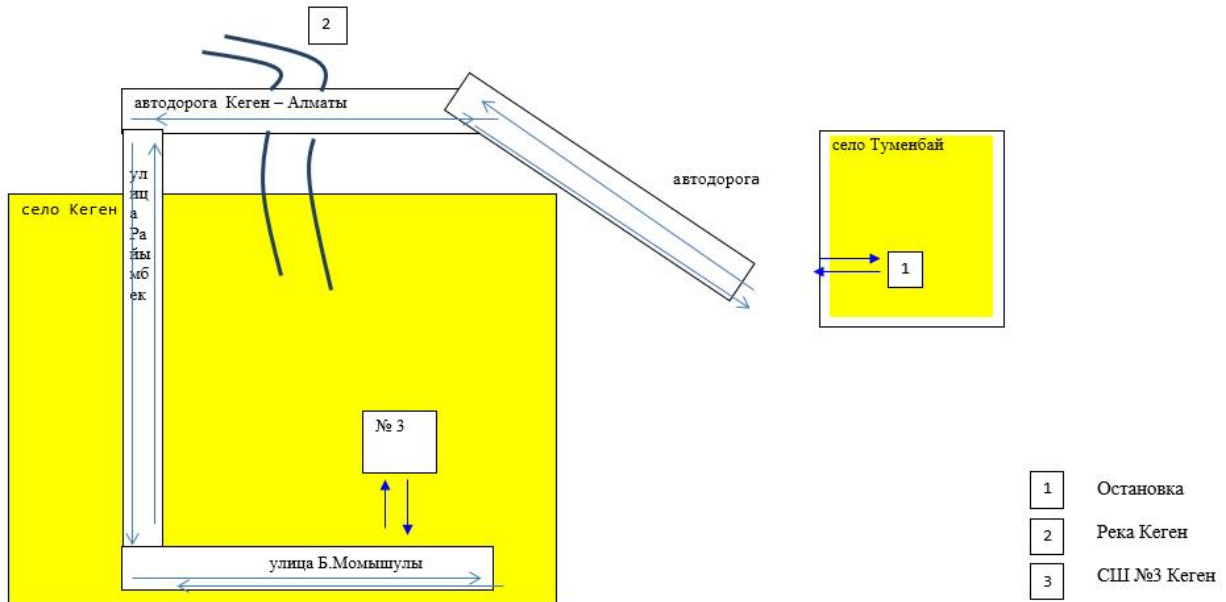 2
автодорога Кеген – Алматы
село Туменбай
автодорога
ул
иц
а
Ра
йы
мб
ек
село Кеген
1
№ 3
улица Б.Момышулы
1 Остановка
2 Река Кеген
3 СШ №3 Кеген